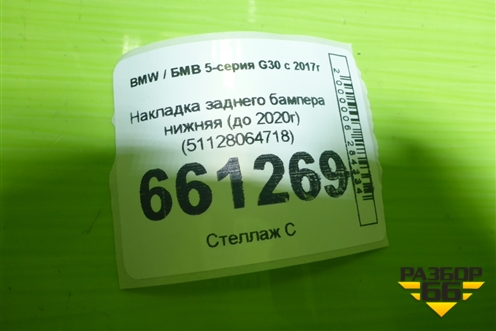 BMW / БМВ 5-серия G30 с 2017г
Накладка заднего бампера
нижняя (до 2020г)
(51128064718)
661269
Стеллаж С
РАЗБОР
66